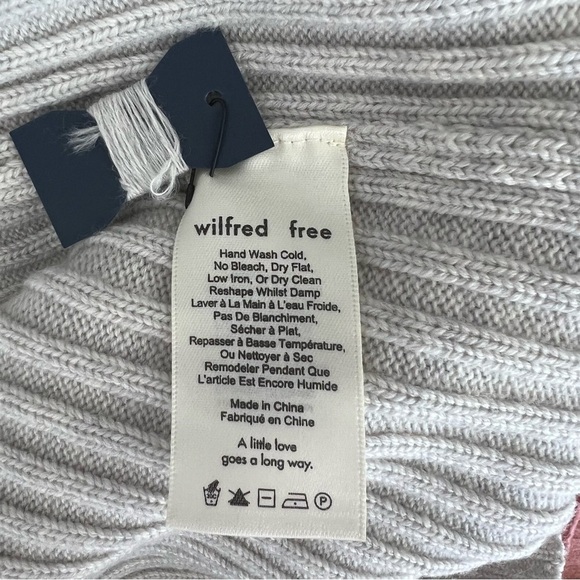 wilfred free
Hand Wash Cold,
No Bleach, Dry Flat,
Low Iron, Or Dry Clean
Reshape Whilst Damp
Laver à La Main à L'eau Froide,
Pas De Blanchiment,
Sécher à Plat,
Repasser à Basse Température,
Ou Nettoyer à Sec
Remodeler Pendant Que
L'article Est Encore Humide
Made in China
Fabriqué en Chine
A little love
goes a long way.
P